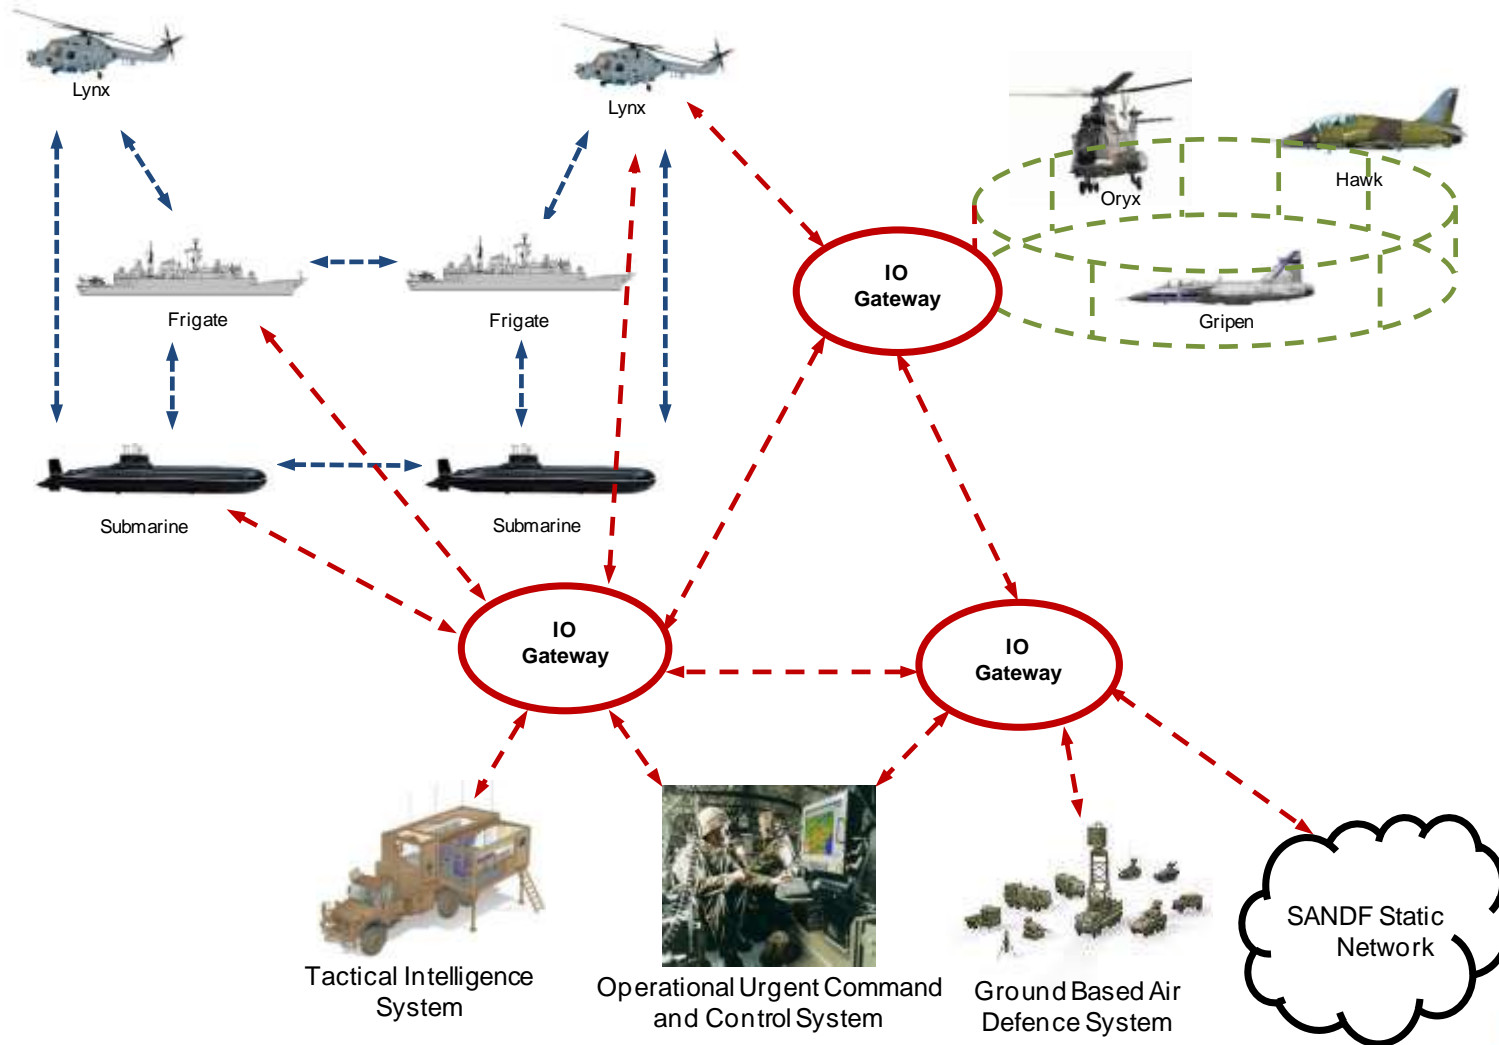 Lynx
Lynx
Oryx
Hawk
IO
Gateway
Gripen
Frigate
Frigate
Submarine
Submarine
IO
Gateway
IO
Gateway
SANDF Static
Network
Tactical Intelligence
System
Operational Urgent Command
and Control System
Ground Based Air
Defence System